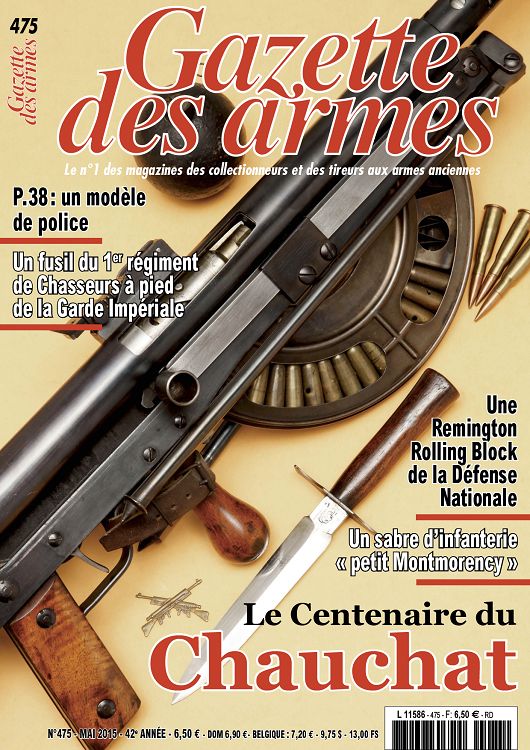 475
Gazette
des armes
Gazette
des armes
Le n°1 des magazines des collectionneurs et des tireurs aux armes anciennes
P.38 : un modèle
de police
Un fusil du 1er régiment
de Chasseurs à pied
de la Garde Impériale
Une
Remington
Rolling Block
de la Défense
Nationale
Un sabre d'infanterie
« petit Montmorency »
Le Centenaire du
Chauchat
N°475 - MAI 2015 - 42e ANNÉE - 6,50 € - DOM 6,90 € - BELGIQUE : 7,20 € - 9,75 $ - 13,00 FS
L 11586 - 475 - F: 6,50 € - RD